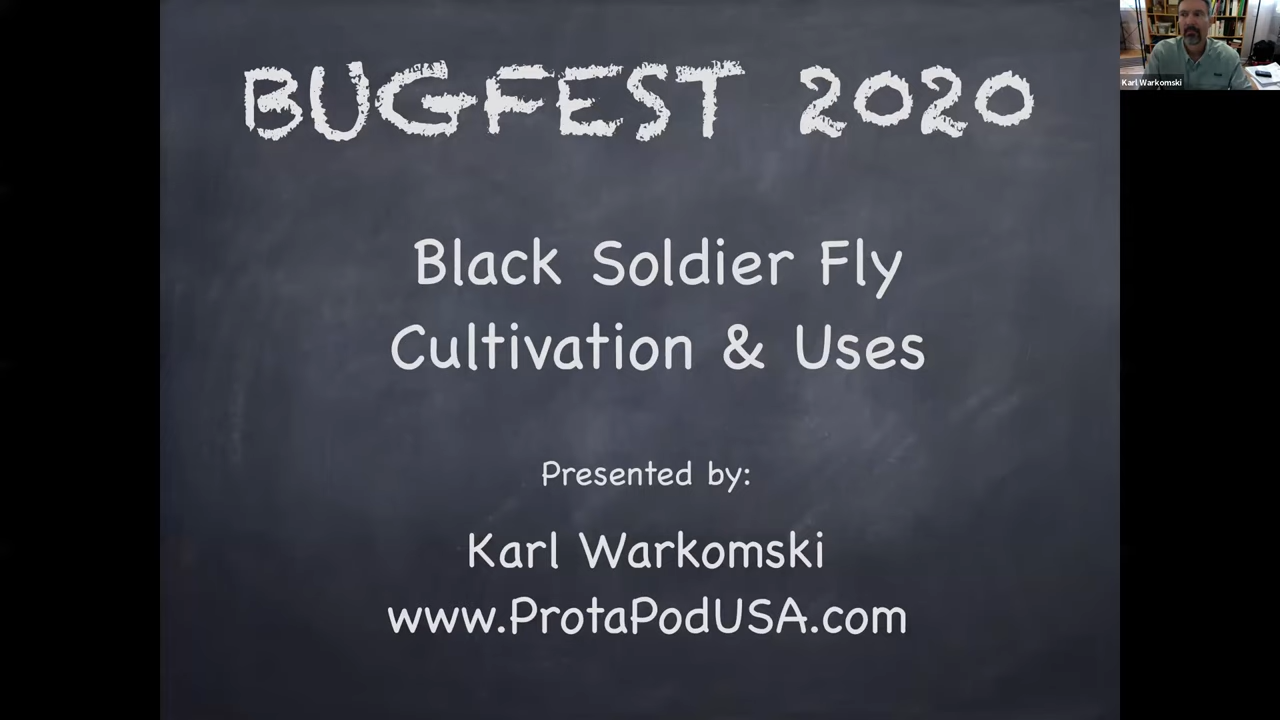 BUGFEST 2020
Black Soldier Fly
Cultivation & Uses
Presented by:
Karl Warkomski
www.ProtaPodUSA.com
Karl Warkomski